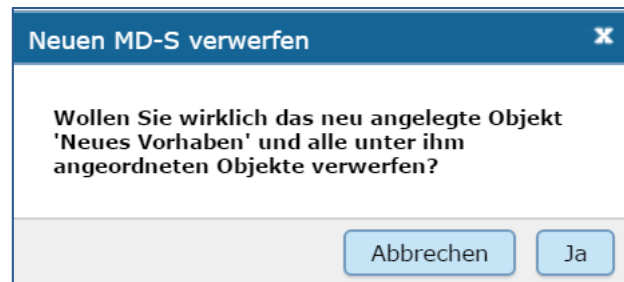 Neuen MD-S verwerfen x
Wollen Sie wirklich das neu angelegte Objekt
'Neues Vorhaben' und alle unter ihm
angeordneten Objekte verwerfen?
Abbrechen Ja